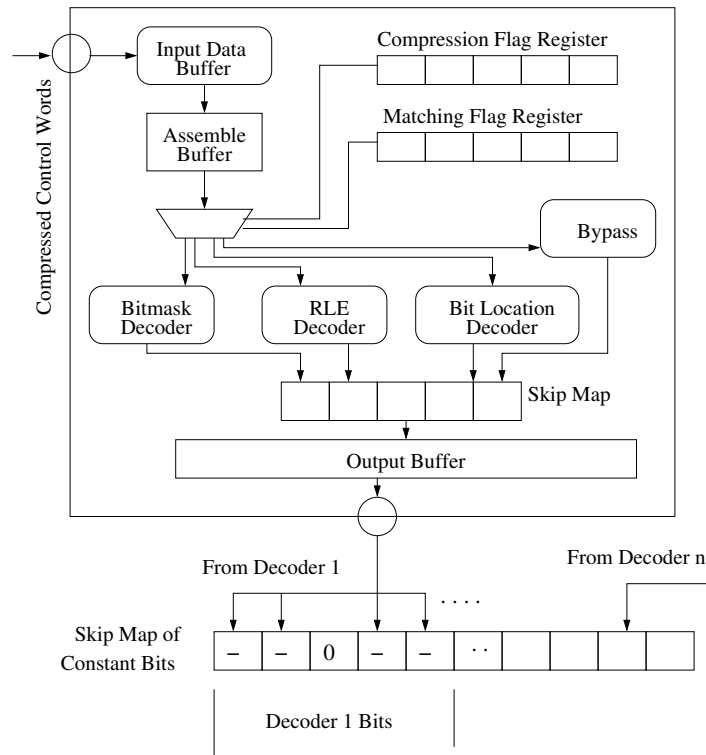 Compressed Control Words
Input Data
Buffer
Compression Flag Register
Assemble
Buffer
Matching Flag Register
Bypass
Bitmask
Decoder
RLE
Decoder
Bit Location
Decoder
Skip Map
Output Buffer
From Decoder 1
From Decoder n
. . . .
Skip Map of
Constant Bits
– – 0 – – . .
Decoder 1 Bits